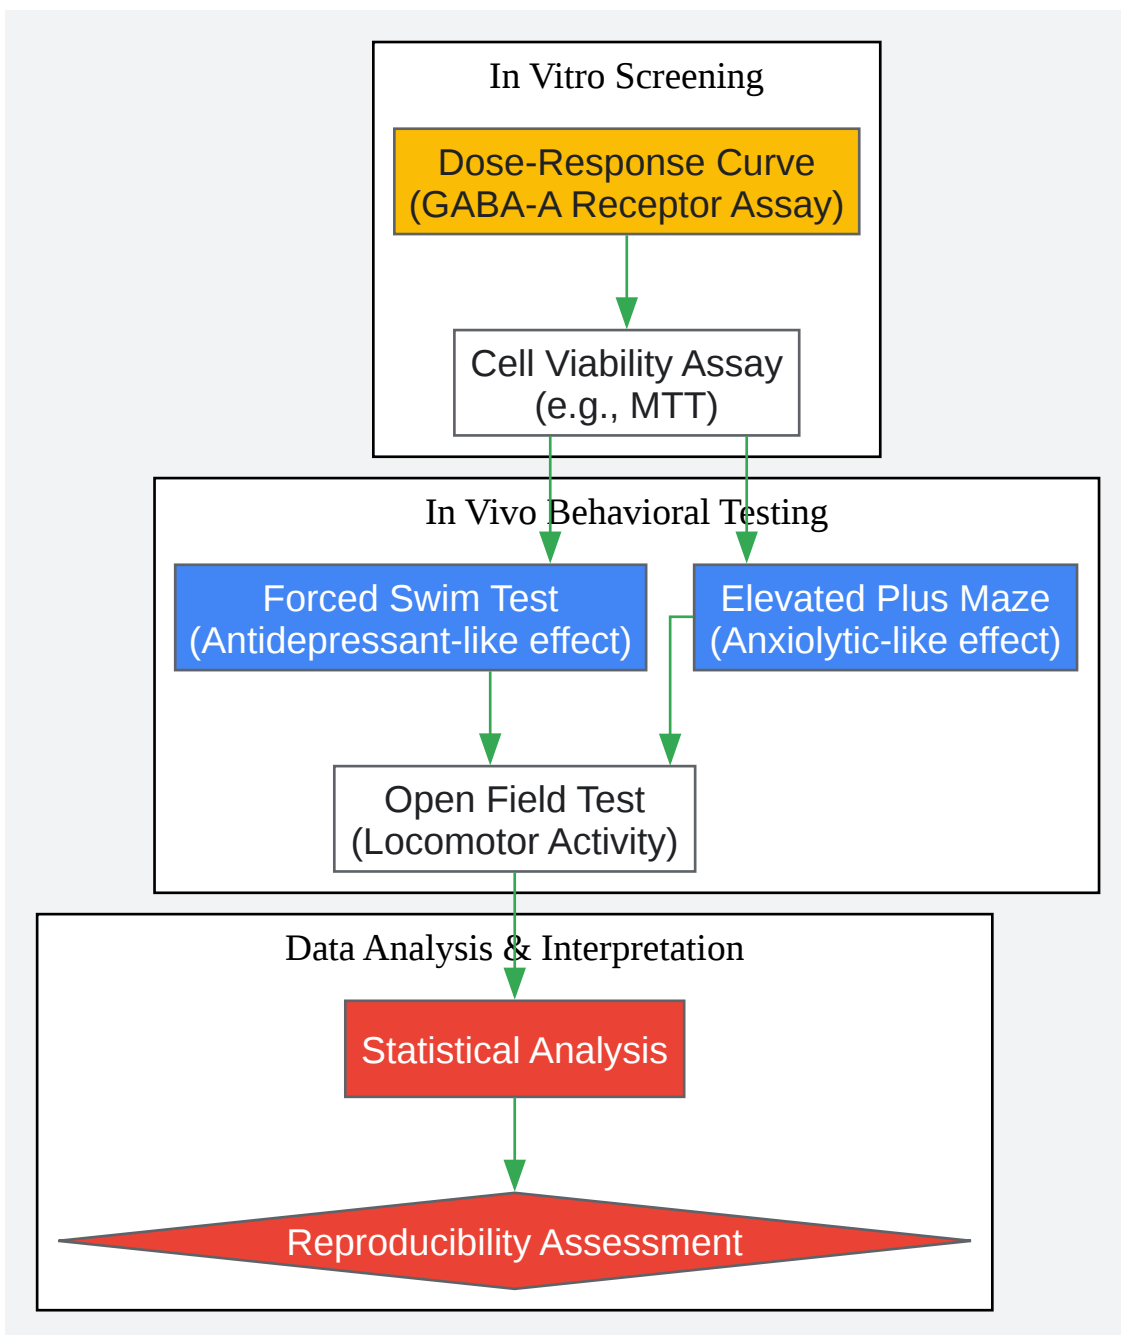 In Vitro Screening
Dose-Response Curve
(GABA-A Receptor Assay)
Cell Viability Assay
(e.g., MTT)
In Vivo Behavioral Testing
Forced Swim Test
(Antidepressant-like effect)
Elevated Plus Maze
(Anxiolytic-like effect)
Open Field Test
(Locomotor Activity)
Data Analysis & Interpretation
Statistical Analysis
Reproducibility Assessment